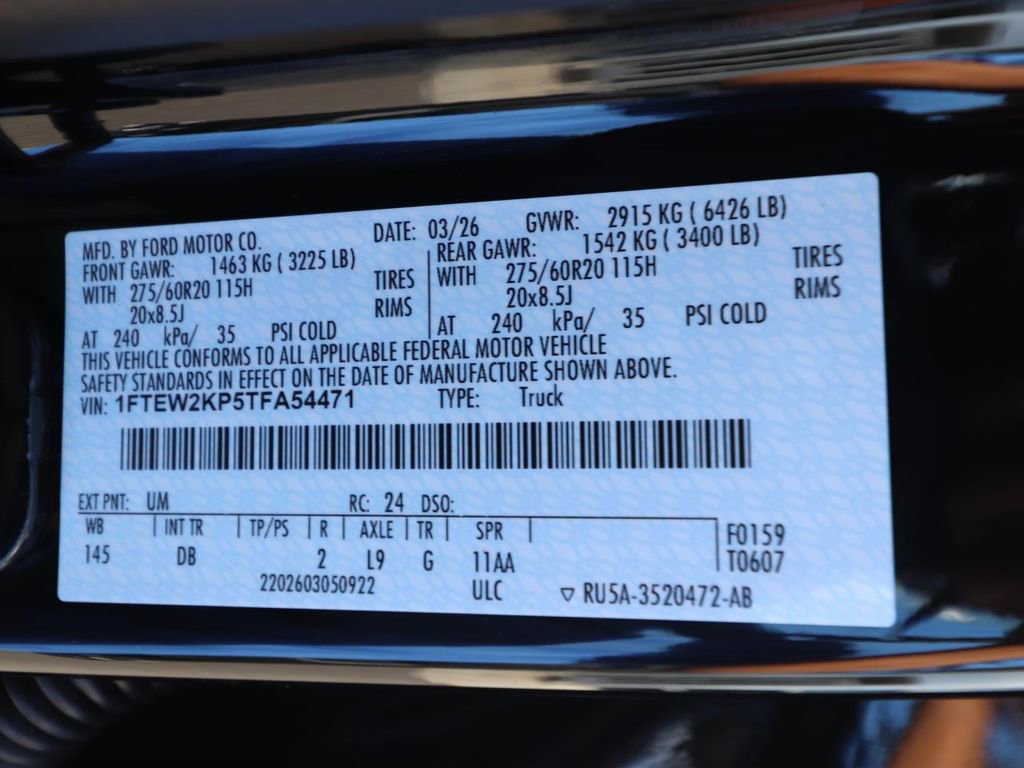 MFD. BY FORD MOTOR CO. DATE: 03/26 GVWR: 2915 KG ( 6426 LB)
FRONT GAWR: 1463 KG ( 3225 LB) REAR GAWR: 1542 KG ( 3400 LB)
WITH 275/60R20 115H TIRES WITH 275/60R20 115H TIRES
20x8.5J RIMS 20x8.5J RIMS
AT 240 kPa/ 35 PSI COLD AT 240 kPa/ 35 PSI COLD
THIS VEHICLE CONFORMS TO ALL APPLICABLE FEDERAL MOTOR VEHICLE
SAFETY STANDARDS IN EFFECT ON THE DATE OF MANUFACTURE SHOWN ABOVE.
VIN: 1FTEW2KP5TFA54471 TYPE: Truck
EXT PNT: UM RC: 24 DSO:
WB INT TR TP/PS R AXLE TR SPR F0159
145 DB 2 L9 G 11AA T0607
2202603050922 ULC ▽ RU5A-3520472-AB